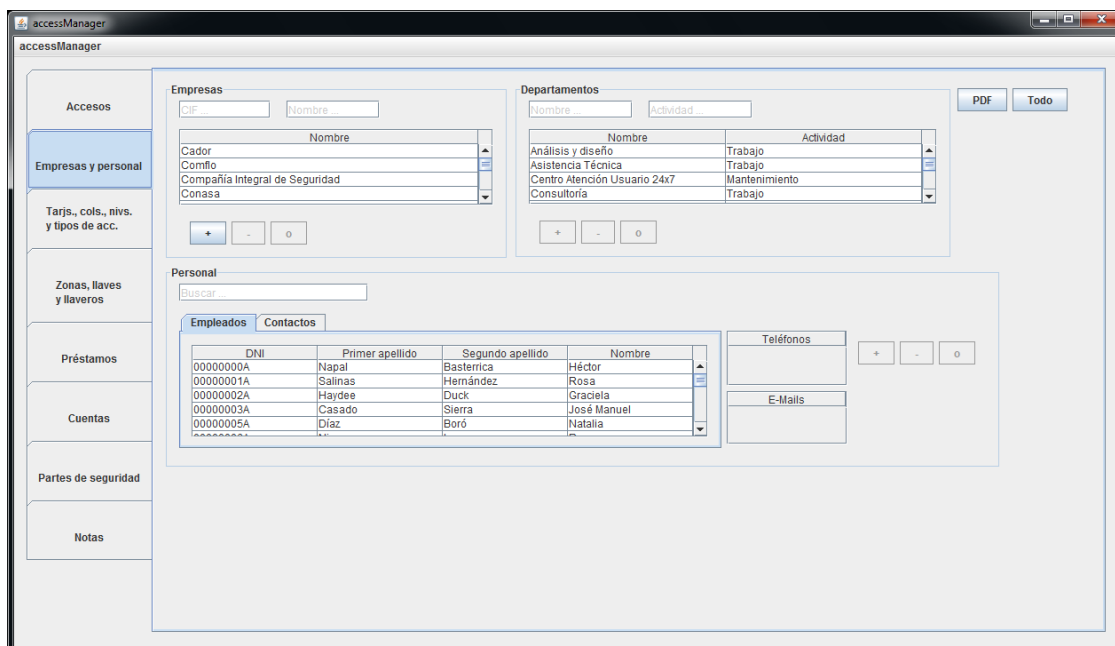 accessManager
accessManager
Accesos
Empresas y personal
Tarjs., cols., nivs.
y tipos de acc.
Zonas, llaves
y llaveros
Préstamos
Cuentas
Partes de seguridad
Notas
Empresas
CIF ... Nombre ...
Nombre
Cador
Comflo
Compañía Integral de Seguridad
Conasa
+ - o
Departamentos
Nombre ... Actividad ...
Nombre Actividad
Análisis y diseño Trabajo
Asistencia Técnica Trabajo
Centro Atención Usuario 24x7 Mantenimiento
Consultoría Trabajo
+ - o
PDF Todo
Personal
Buscar ...
Empleados Contactos
DNI Primer apellido Segundo apellido Nombre
00000000A Napal Basterrica Héctor
00000001A Salinas Hernández Rosa
00000002A Haydee Duck Graciela
00000003A Casado Sierra José Manuel
00000005A Díaz Boró Natalia
Teléfonos
E-Mails
+ - o